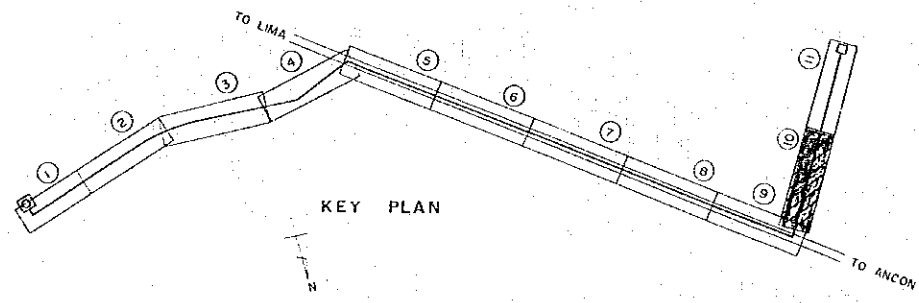 TO LIMA
①
②
③
④
⑤
⑥
⑦
⑧
⑨
⑩
⑪
KEY PLAN
N
TO ANCON